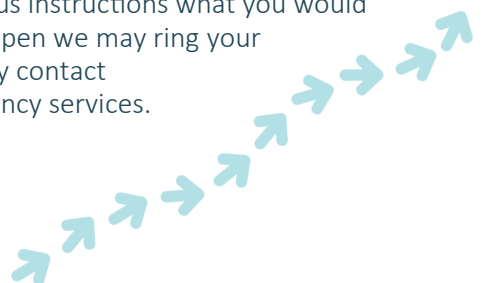 us instructions what you would
pen we may ring your
y contact
ncy services.